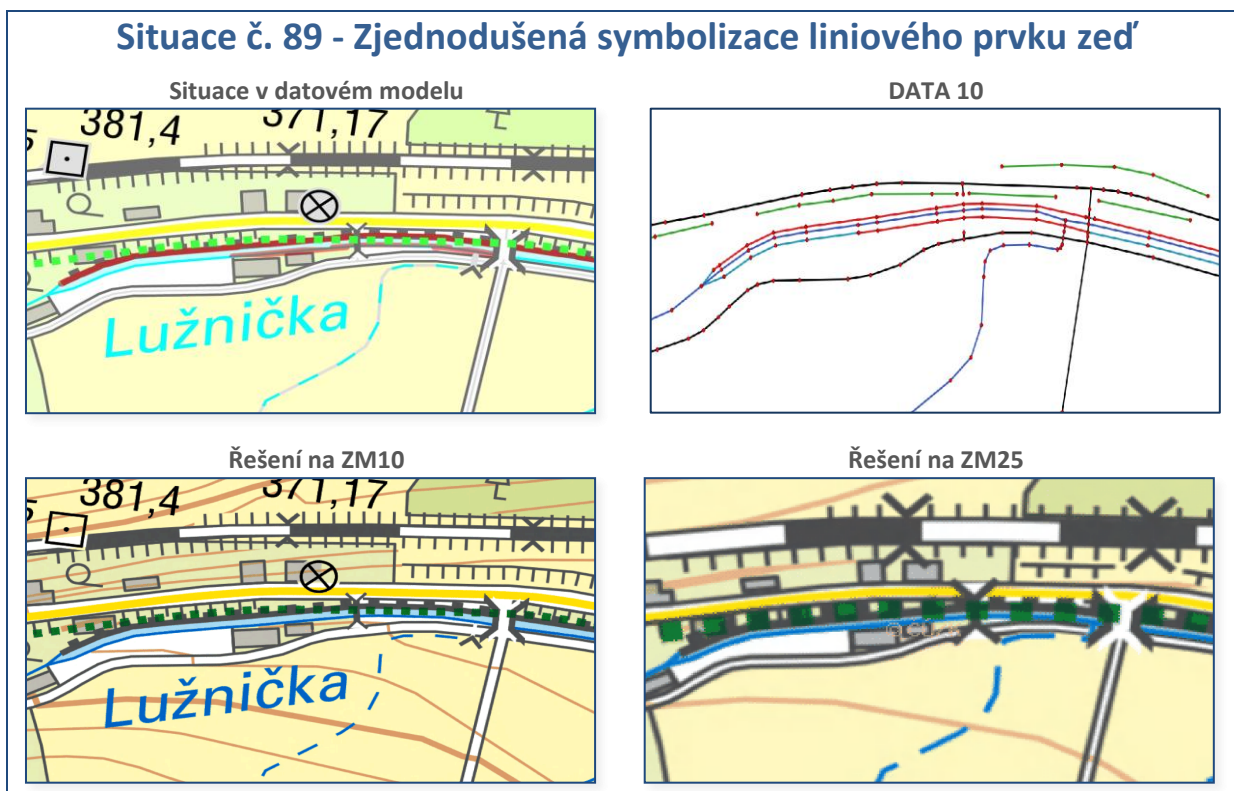 Situace č. 89 - Zjednodušená symbolizace liniového prvku zeď
Situace v datovém modelu
DATA 10
381,4
371,17
Lužnička
Řešení na ZM10
Řešení na ZM25
381,4
371,17
Lužnička